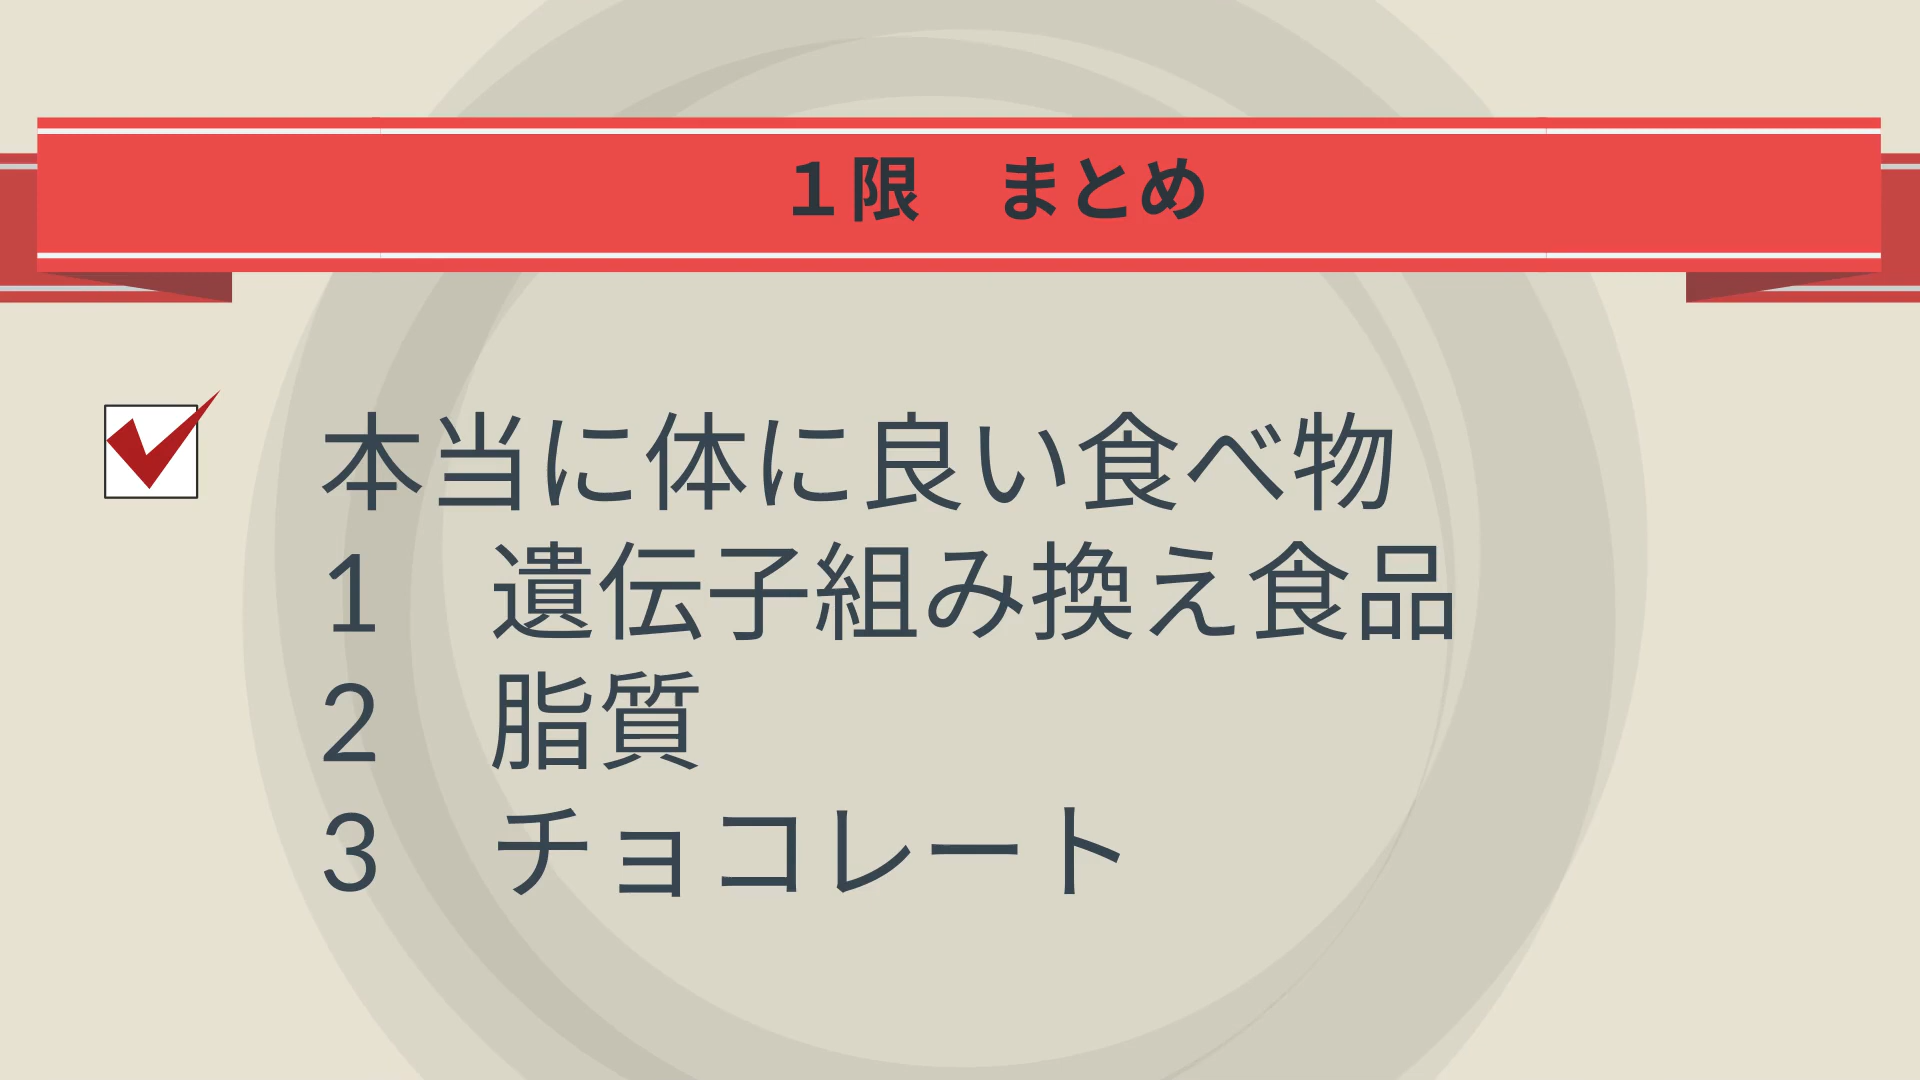 １限　まとめ
本当に体に良い食べ物
1　遺伝子組み換え食品
2　脂質
3　チョコレート